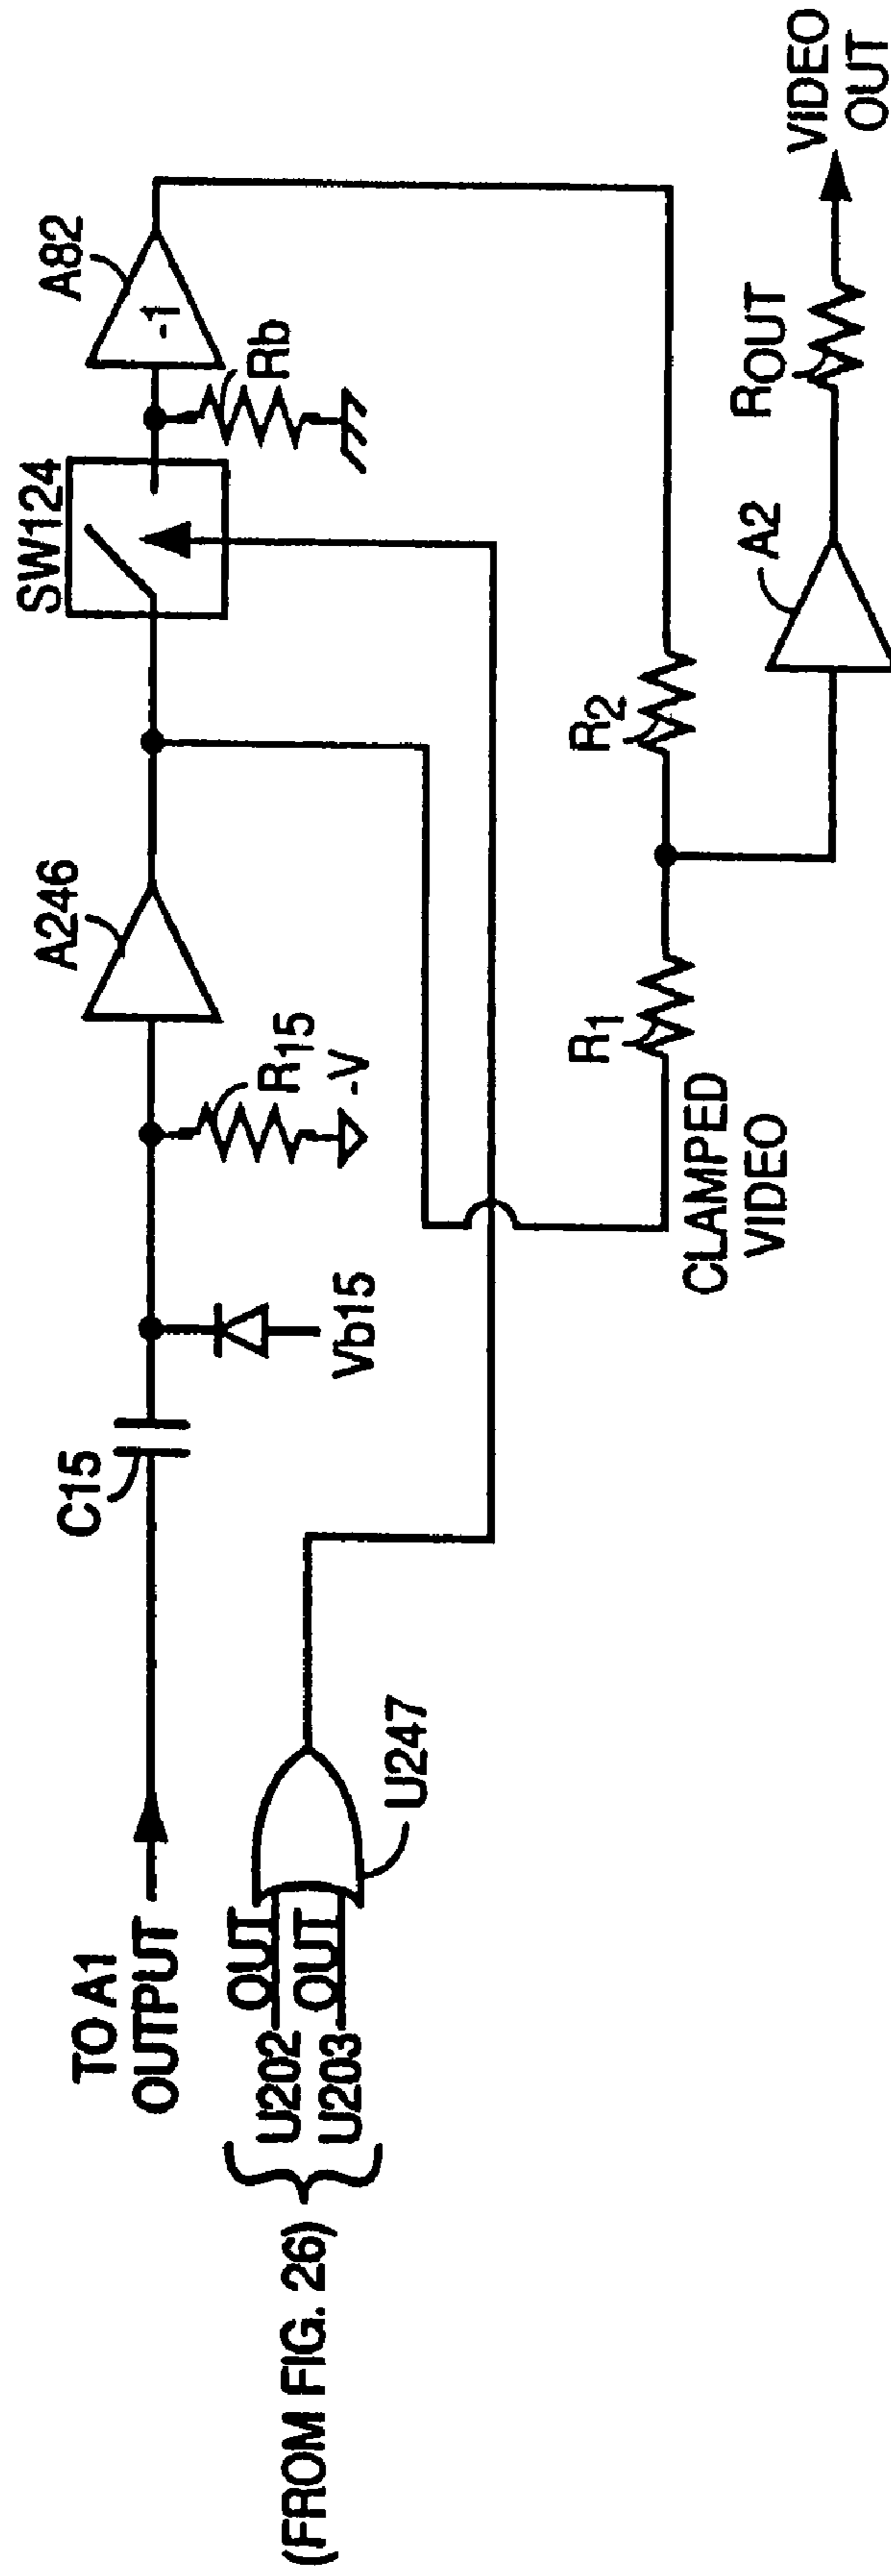 TO A1
OUTPUT
C15
Vb15
R15
-V
A246
SW124
Rb
A82
-1
(FROM FIG. 26)
U202 OUT
U203 OUT
U247
CLAMPED
VIDEO
R1
R2
A2
ROUT
VIDEO
OUT